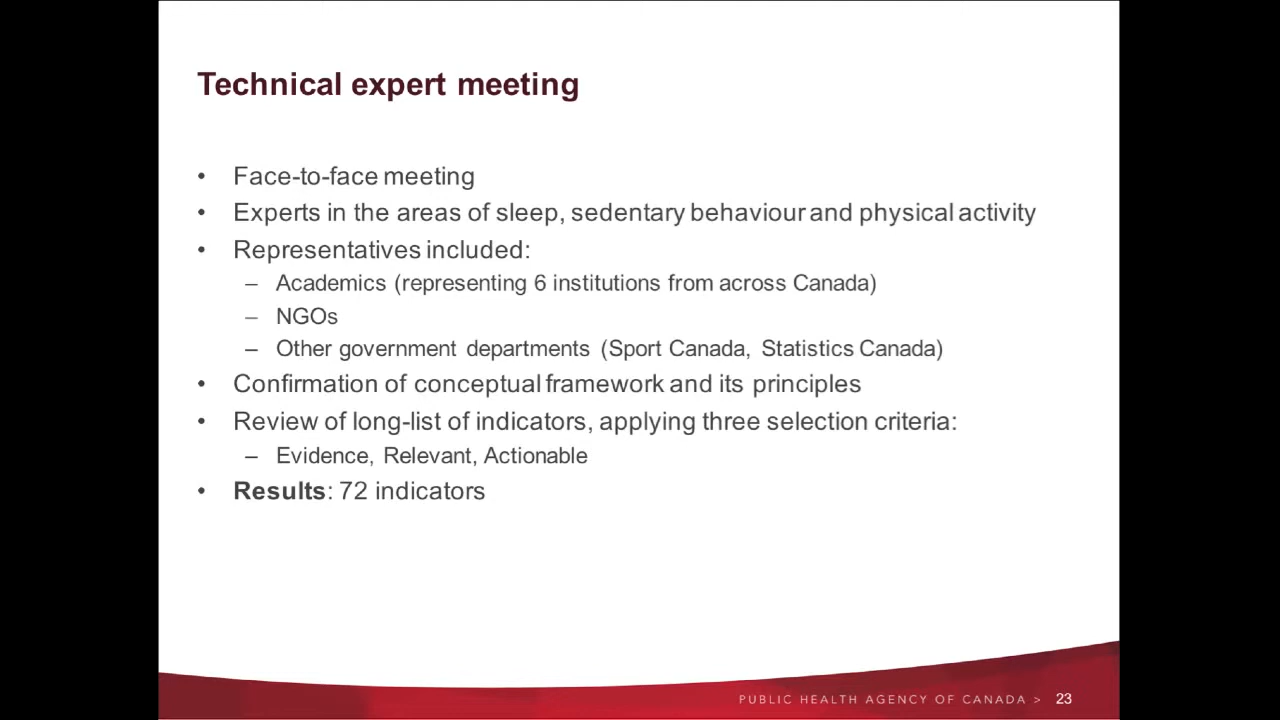 Technical expert meeting
• Face-to-face meeting
• Experts in the areas of sleep, sedentary behaviour and physical activity
• Representatives included:
– Academics (representing 6 institutions from across Canada)
– NGOs
– Other government departments (Sport Canada, Statistics Canada)
• Confirmation of conceptual framework and its principles
• Review of long-list of indicators, applying three selection criteria:
– Evidence, Relevant, Actionable
• Results: 72 indicators
PUBLIC HEALTH AGENCY OF CANADA > 23